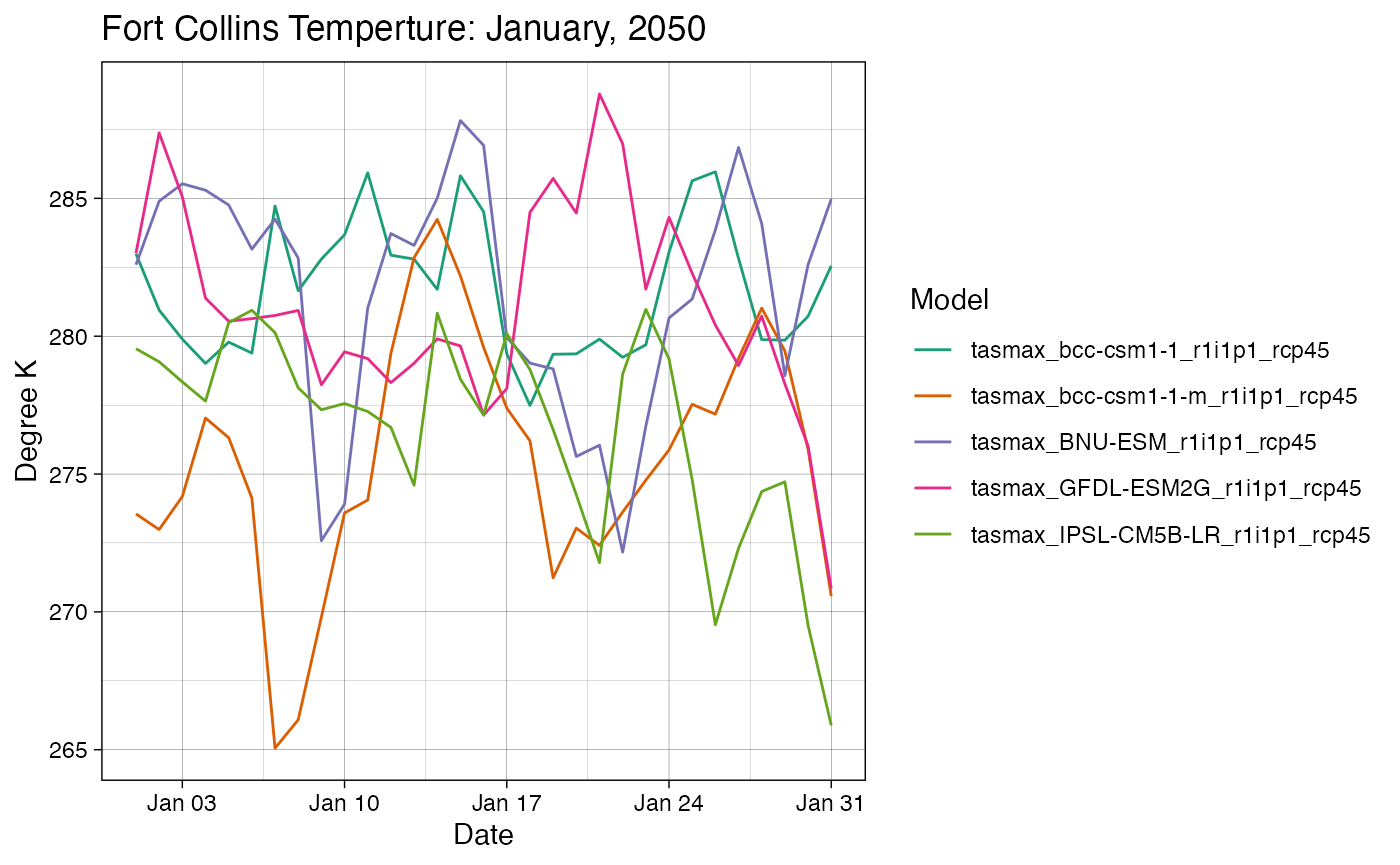 Fort Collins Temperture: January, 2050
Degree K
285
280
275
270
265
Jan 03
Jan 10
Jan 17
Jan 24
Jan 31
Date
Model
tasmax_bcc-csm1-1_r1i1p1_rcp45
tasmax_bcc-csm1-1-m_r1i1p1_rcp45
tasmax_BNU-ESM_r1i1p1_rcp45
tasmax_GFDL-ESM2G_r1i1p1_rcp45
tasmax_IPSL-CM5B-LR_r1i1p1_rcp45